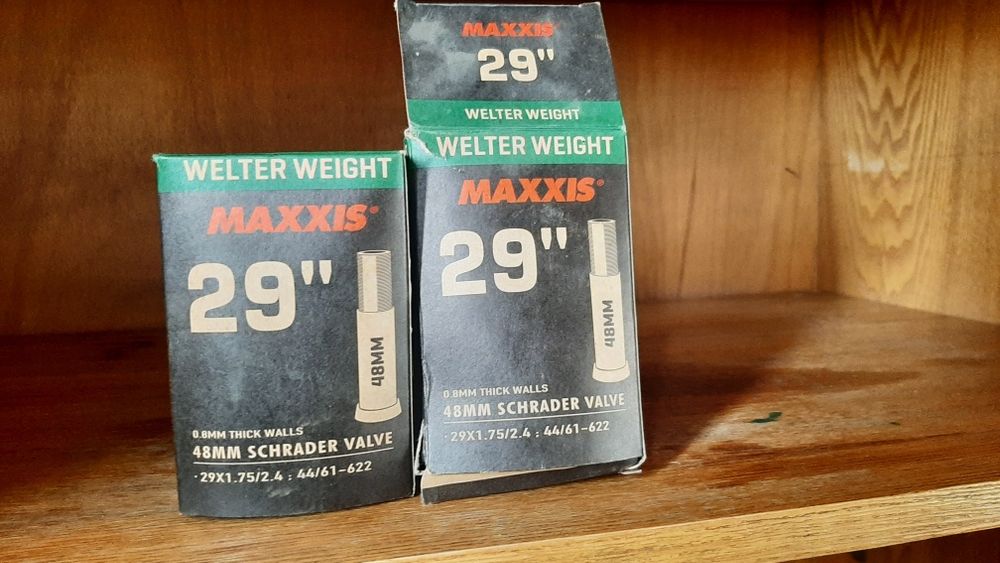 WELTER WEIGHT
MAXXIS®
29"
48MM
0.8MM THICK WALLS
48MM SCHRADER VALVE
·29X1.75/2.4 : 44/61-622
MAXXIS
29"
WELTER WEIGHT
WELTER WEIGHT
MAXXIS®
29"
48MM
0.8MM THICK WALLS
48MM SCHRADER VALVE
·29X1.75/2.4 : 44/61-622